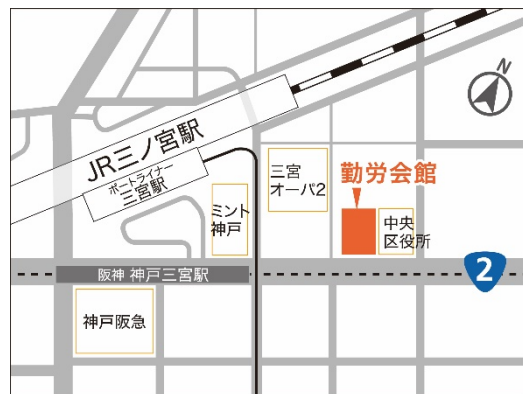 N
JR三ノ宮駅
ポートライナー
三宮駅
ミント
神戸
三宮
オーパ2
勤労会館
中央
区役所
阪神 神戸三宮駅
2
神戸阪急